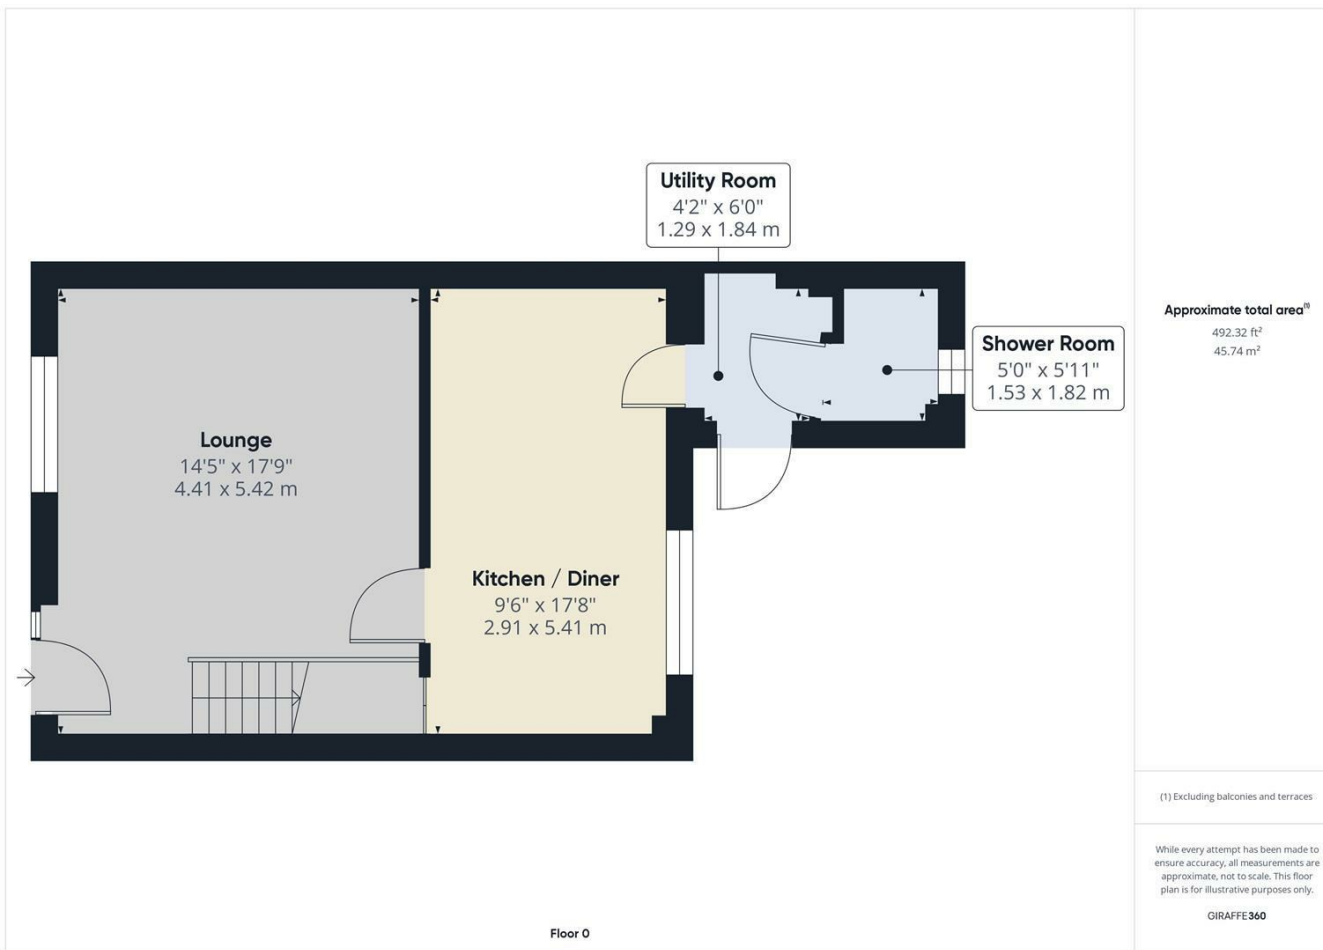 Utility Room
4'2" x 6'0"
1.29 x 1.84 m
Shower Room
5'0" x 5'11"
1.53 x 1.82 m
Lounge
14'5" x 17'9"
4.41 x 5.42 m
Kitchen / Diner
9'6" x 17'8"
2.91 x 5.41 m
Floor 0
Approximate total area⁽¹⁾
492.32 ft²
45.74 m²
(1) Excluding balconies and terraces
While every attempt has been made to
ensure accuracy, all measurements are
approximate, not to scale. This floor
plan is for illustrative purposes only.
GIRAFFE360